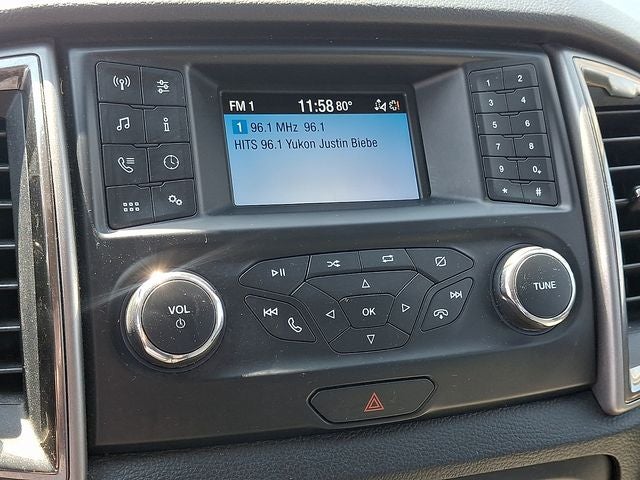 FM 1 11:58 80°
1 96.1 MHz 96.1
HITS 96.1 Yukon Justin Biebe
1 2
3 4
5 6
7 8
9 0+
* #
VOL
OK
TUNE